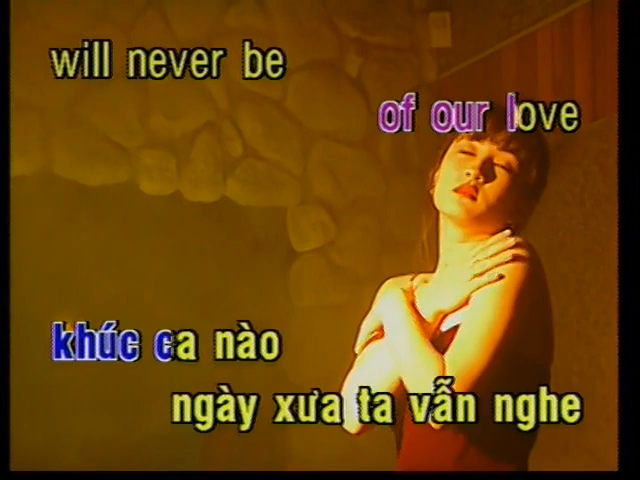 will never be
of our love
khúc ca nào
ngày xưa ta vẫn nghe